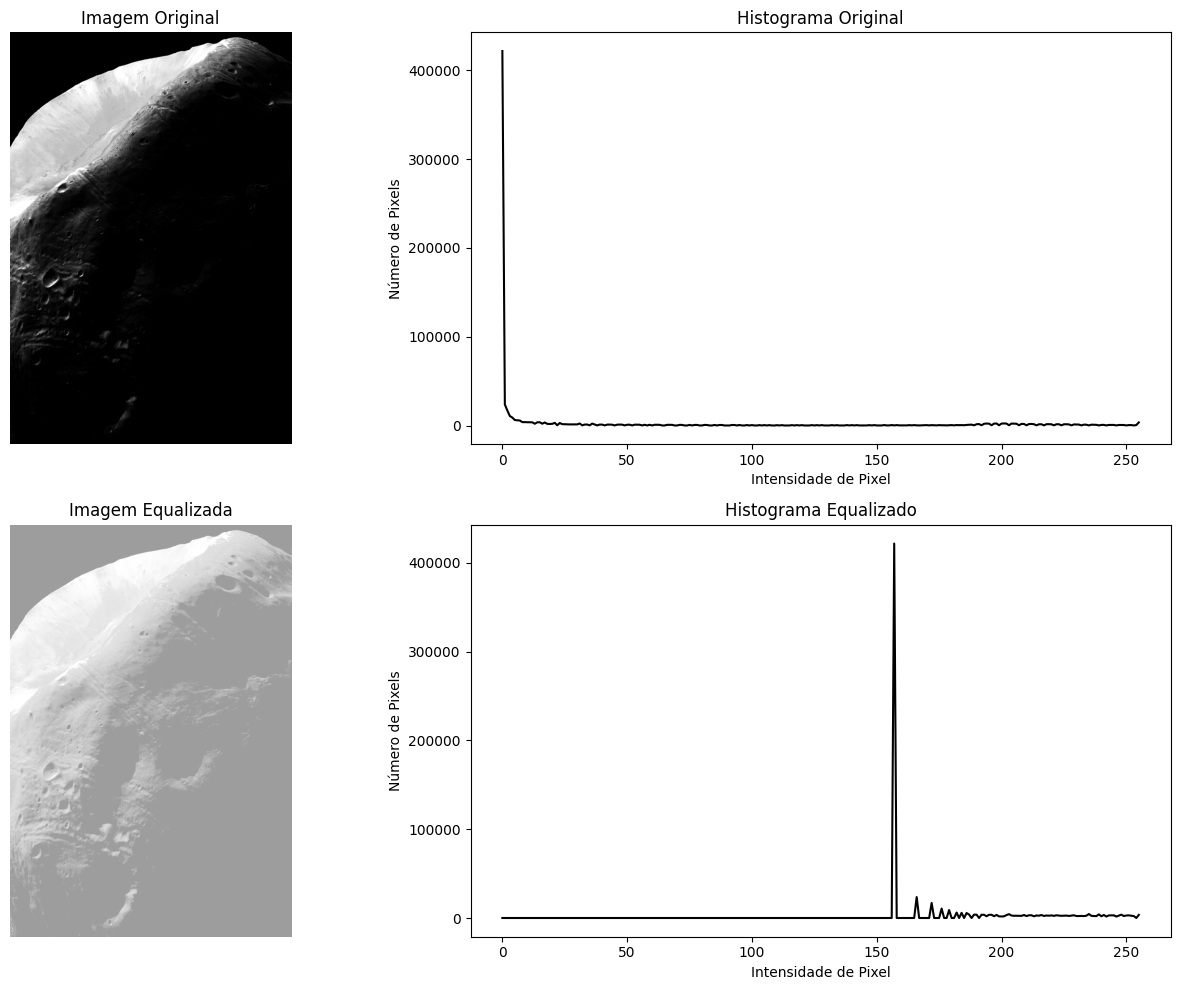 Imagem Original
Histograma Original
400000
300000
200000
100000
0
Número de Pixels
0 50 100 150 200 250
Intensidade de Pixel
Imagem Equalizada
Histograma Equalizado
400000
300000
200000
100000
0
Número de Pixels
0 50 100 150 200 250
Intensidade de Pixel